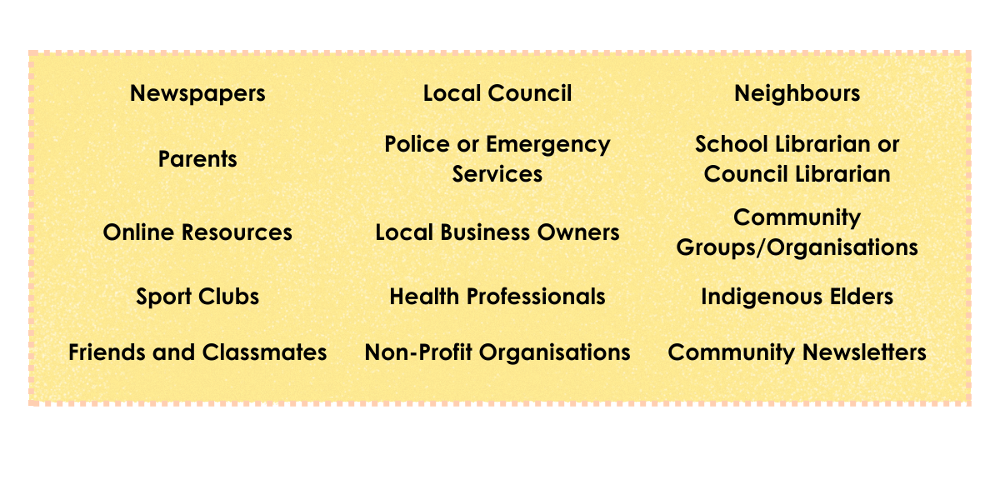 Newspapers
Local Council
Neighbours
Parents
Police or Emergency
Services
School Librarian or
Council Librarian
Online Resources
Local Business Owners
Community
Groups/Organisations
Sport Clubs
Health Professionals
Indigenous Elders
Friends and Classmates
Non-Profit Organisations
Community Newsletters